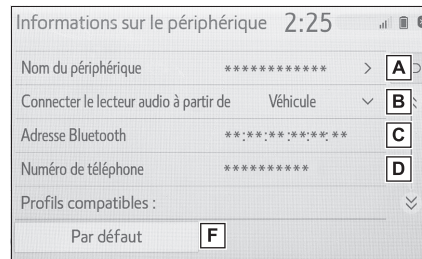 Informations sur le périphérique 2:25
Nom du périphérique ************ > A
Connecter le lecteur audio à partir de Véhicule B
Adresse Bluetooth **:**:**:**:**:** C
Numéro de téléphone ********** D
Profils compatibles :
Par défaut F